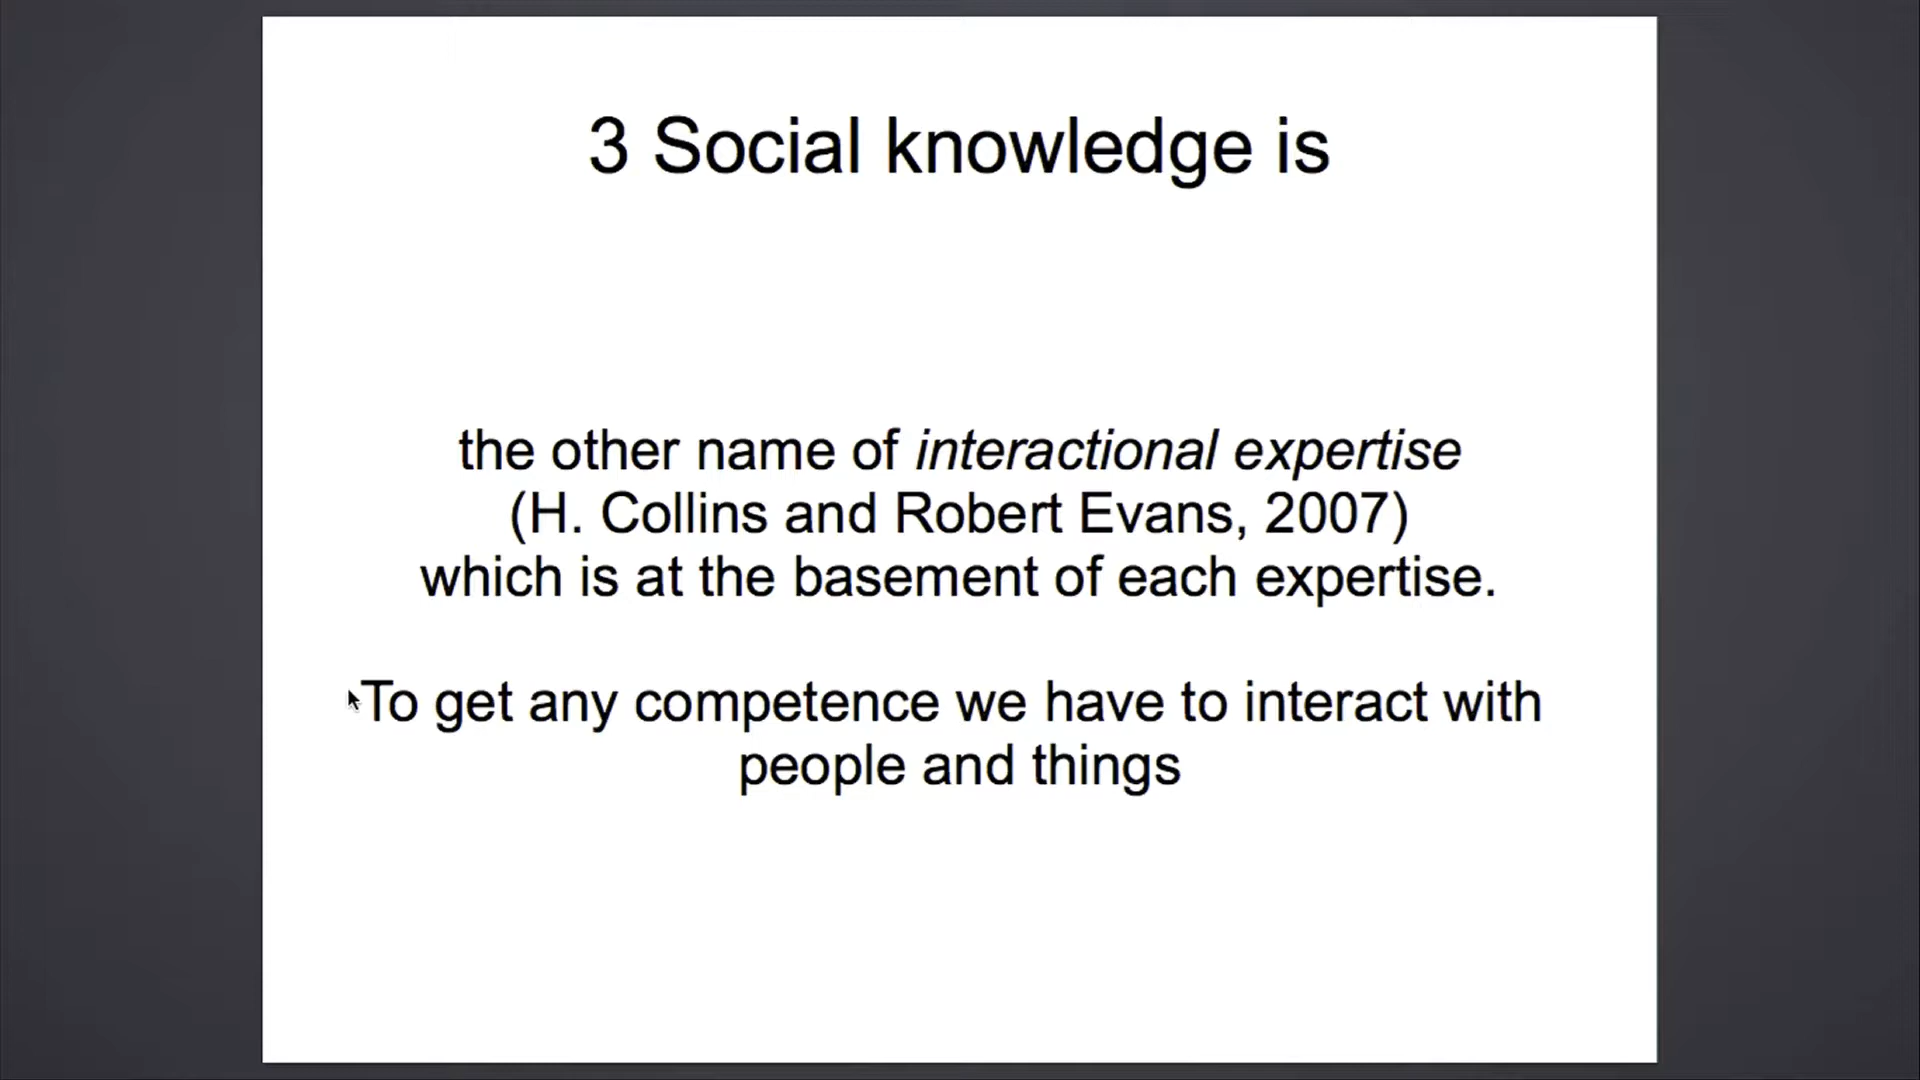 3 Social knowledge is
the other name of interactional expertise
(H. Collins and Robert Evans, 2007)
which is at the basement of each expertise.
To get any competence we have to interact with
people and things